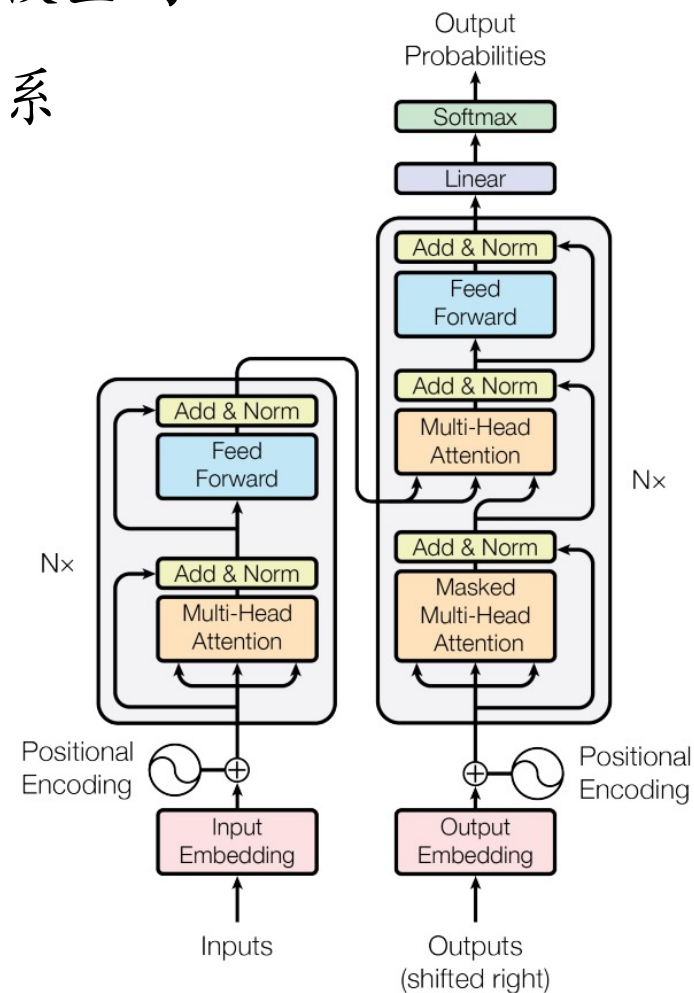 系
Output
Probabilities
Softmax
Linear
Add & Norm
Feed
Forward
Add & Norm
Multi-Head
Attention
Add & Norm
Masked
Multi-Head
Attention
Nx
Positional
Encoding
Output
Embedding
Outputs
(shifted right)
Add & Norm
Feed
Forward
Add & Norm
Multi-Head
Attention
Nx
Positional
Encoding
Input
Embedding
Inputs